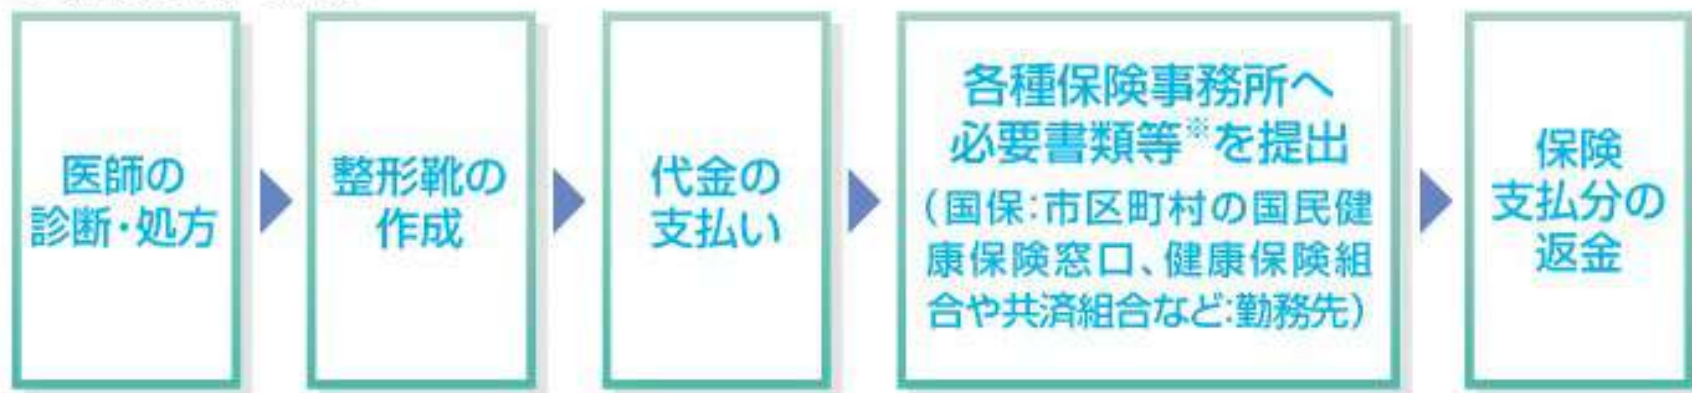 医師の
診断・処方
整形靴の
作成
代金の
支払い
各種保険事務所へ
必要書類等※を提出
(国保:市区町村の国民健
康保険窓口、健康保険組
合や共済組合など:勤務先)
保険
支払分の
返金